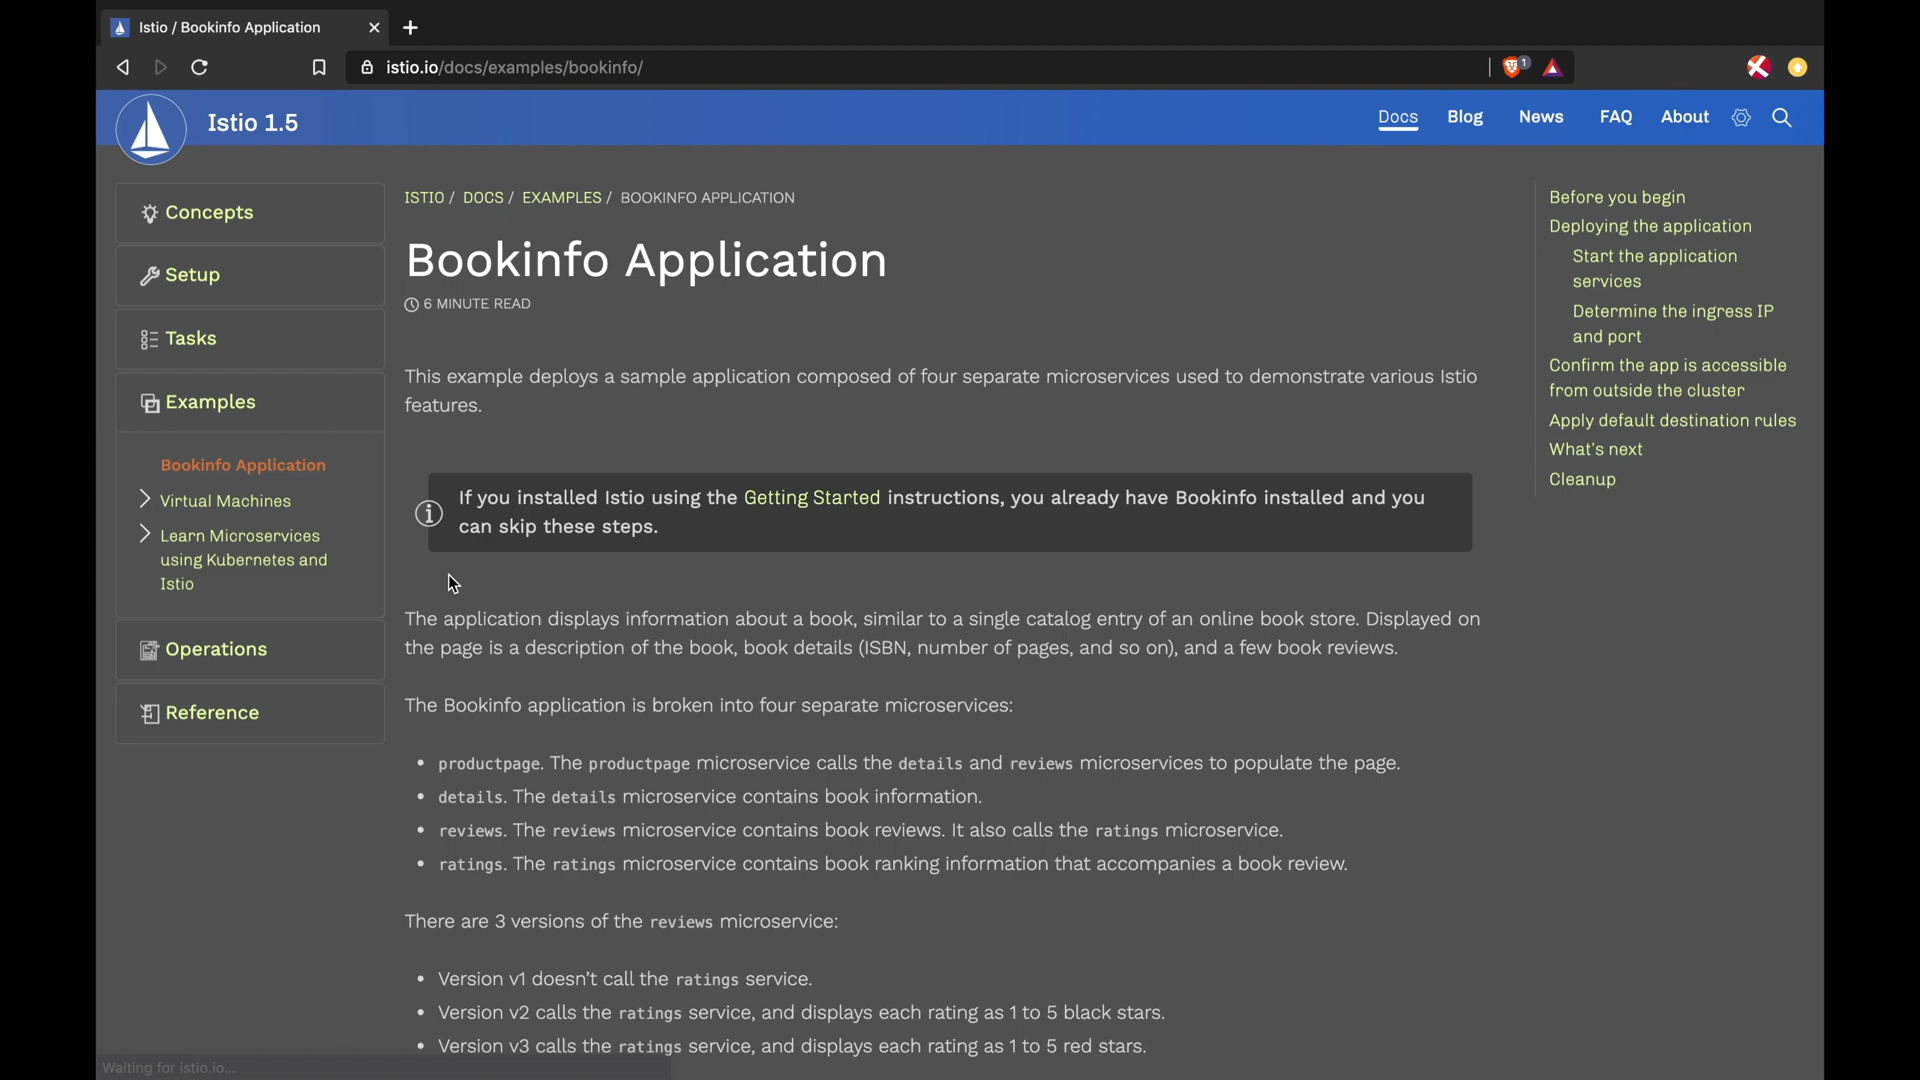 Istio / Bookinfo Application
istio.io/docs/examples/bookinfo/
1
Istio 1.5
Docs
Blog
News
FAQ
About
Concepts
Setup
Tasks
Examples
Bookinfo Application
Virtual Machines
Learn Microservices
using Kubernetes and
Istio
Operations
Reference
ISTIO / DOCS / EXAMPLES / BOOKINFO APPLICATION
Bookinfo Application
6 MINUTE READ
This example deploys a sample application composed of four separate microservices used to demonstrate various Istio
features.
If you installed Istio using the Getting Started instructions, you already have Bookinfo installed and you
can skip these steps.
The application displays information about a book, similar to a single catalog entry of an online book store. Displayed on
the page is a description of the book, book details (ISBN, number of pages, and so on), and a few book reviews.
The Bookinfo application is broken into four separate microservices:
• productpage. The productpage microservice calls the details and reviews microservices to populate the page.
• details. The details microservice contains book information.
• reviews. The reviews microservice contains book reviews. It also calls the ratings microservice.
• ratings. The ratings microservice contains book ranking information that accompanies a book review.
There are 3 versions of the reviews microservice:
• Version v1 doesn’t call the ratings service.
• Version v2 calls the ratings service, and displays each rating as 1 to 5 black stars.
• Version v3 calls the ratings service, and displays each rating as 1 to 5 red stars.
Before you begin
Deploying the application
Start the application
services
Determine the ingress IP
and port
Confirm the app is accessible
from outside the cluster
Apply default destination rules
What’s next
Cleanup
Waiting for istio.io...